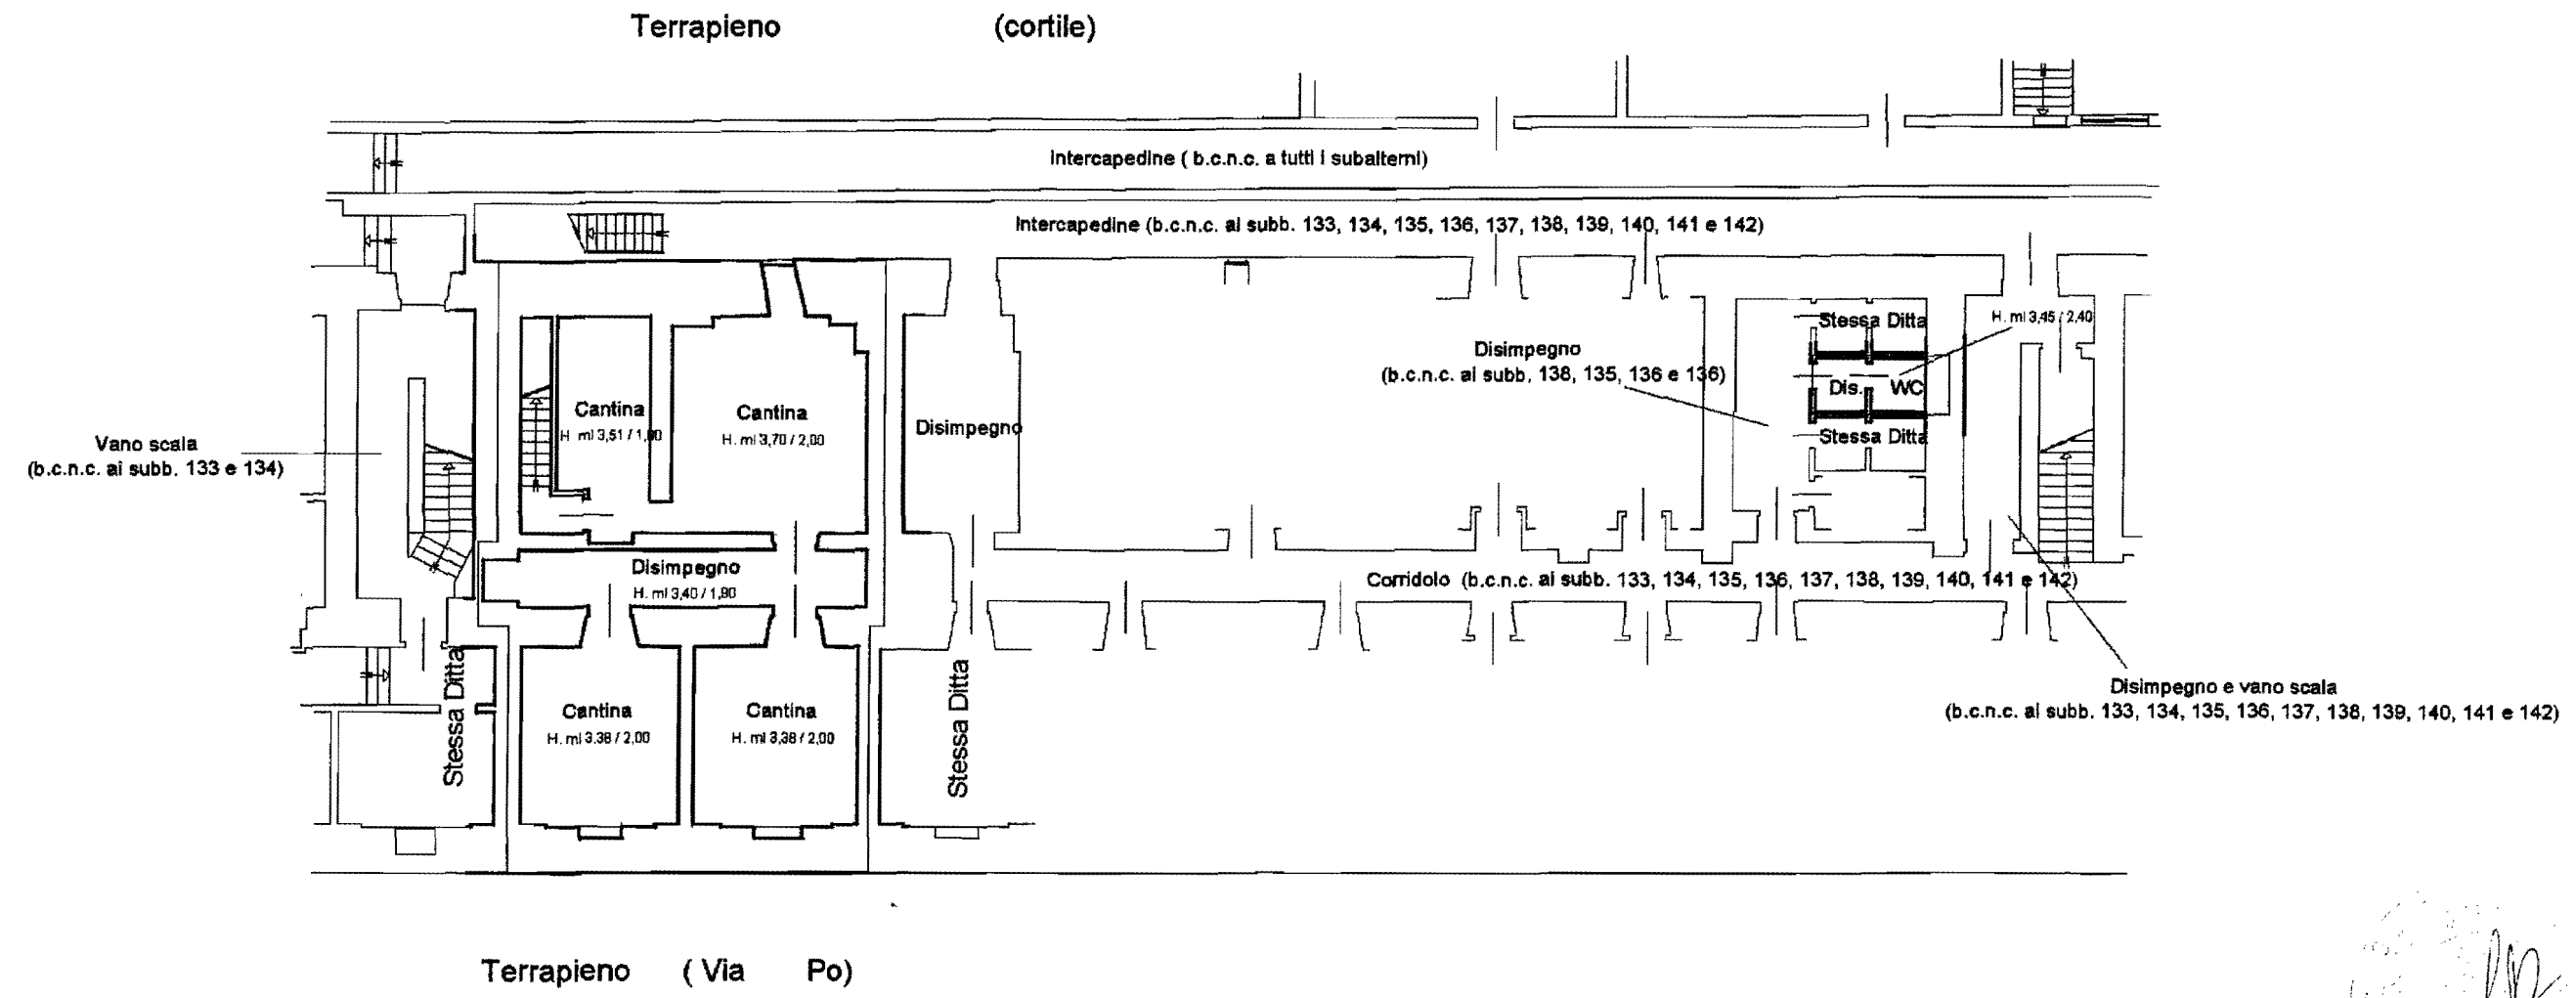 Terrapieno (cortile)
Intercapedine ( b.c.n.c. a tutti i subalterni)
Intercapedine (b.c.n.c. ai subb. 133, 134, 135, 136, 137, 138, 139, 140, 141 e 142)
Stessa Ditta
H. ml 3,45 / 2,40
Disimpegno
(b.c.n.c. ai subb. 138, 135, 136 e 136)
Dis. WC
Stessa Ditta
Cantina
H ml 3,51 / 1,90
Cantina
H. ml 3,70 / 2,00
Disimpegno
Vano scala
(b.c.n.c. ai subb. 133 e 134)
Disimpegno
H. ml 3,40 / 1,90
Corridoio (b.c.n.c. ai subb. 133, 134, 135, 136, 137, 138, 139, 140, 141 e 142)
Stessa Ditta
Cantina
H. ml 3,38 / 2,00
Cantina
H. ml 3,38 / 2,00
Stessa Ditta
Disimpegno e vano scala
(b.c.n.c. ai subb. 133, 134, 135, 136, 137, 138, 139, 140, 141 e 142)
Terrapieno ( Via Po)